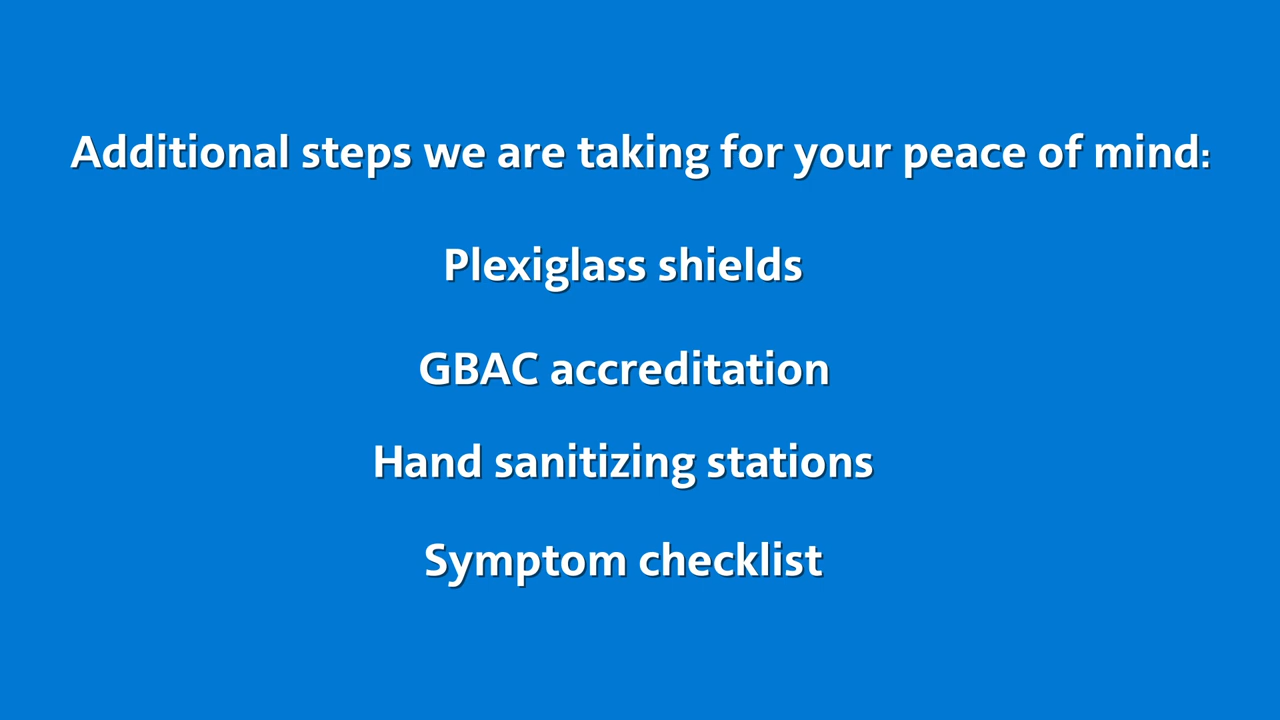 Additional steps we are taking for your peace of mind:
Plexiglass shields
GBAC accreditation
Hand sanitizing stations
Symptom checklist